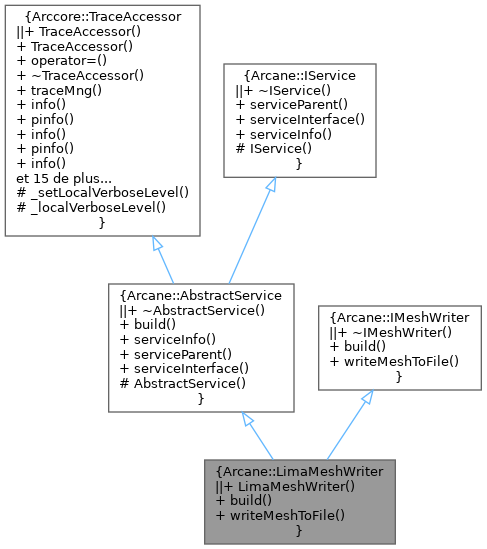 {Arccore::TraceAccessor
||+ TraceAccessor()
+ TraceAccessor()
+ operator=()
+ ~TraceAccessor()
+ traceMng()
+ info()
+ pinfo()
+ info()
+ pinfo()
+ info()
et 15 de plus...
# _setLocalVerboseLevel()
# _localVerboseLevel()
}
{Arcane::IService
||+ ~IService()
+ serviceParent()
+ serviceInterface()
+ serviceInfo()
# IService()
}
{Arcane::AbstractService
||+ ~AbstractService()
+ build()
+ serviceInfo()
+ serviceParent()
+ serviceInterface()
# AbstractService()
}
{Arcane::IMeshWriter
||+ ~IMeshWriter()
+ build()
+ writeMeshToFile()
}
{Arcane::LimaMeshWriter
||+ LimaMeshWriter()
+ build()
+ writeMeshToFile()
}